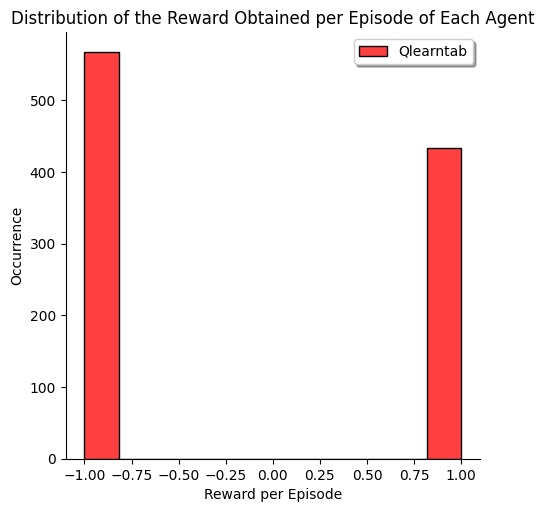 Distribution of the Reward Obtained per Episode of Each Agent
Qlearntab
500
400
300
200
100
0
Occurrence
−1.00 −0.75 −0.50 −0.25 0.00 0.25 0.50 0.75 1.00
Reward per Episode